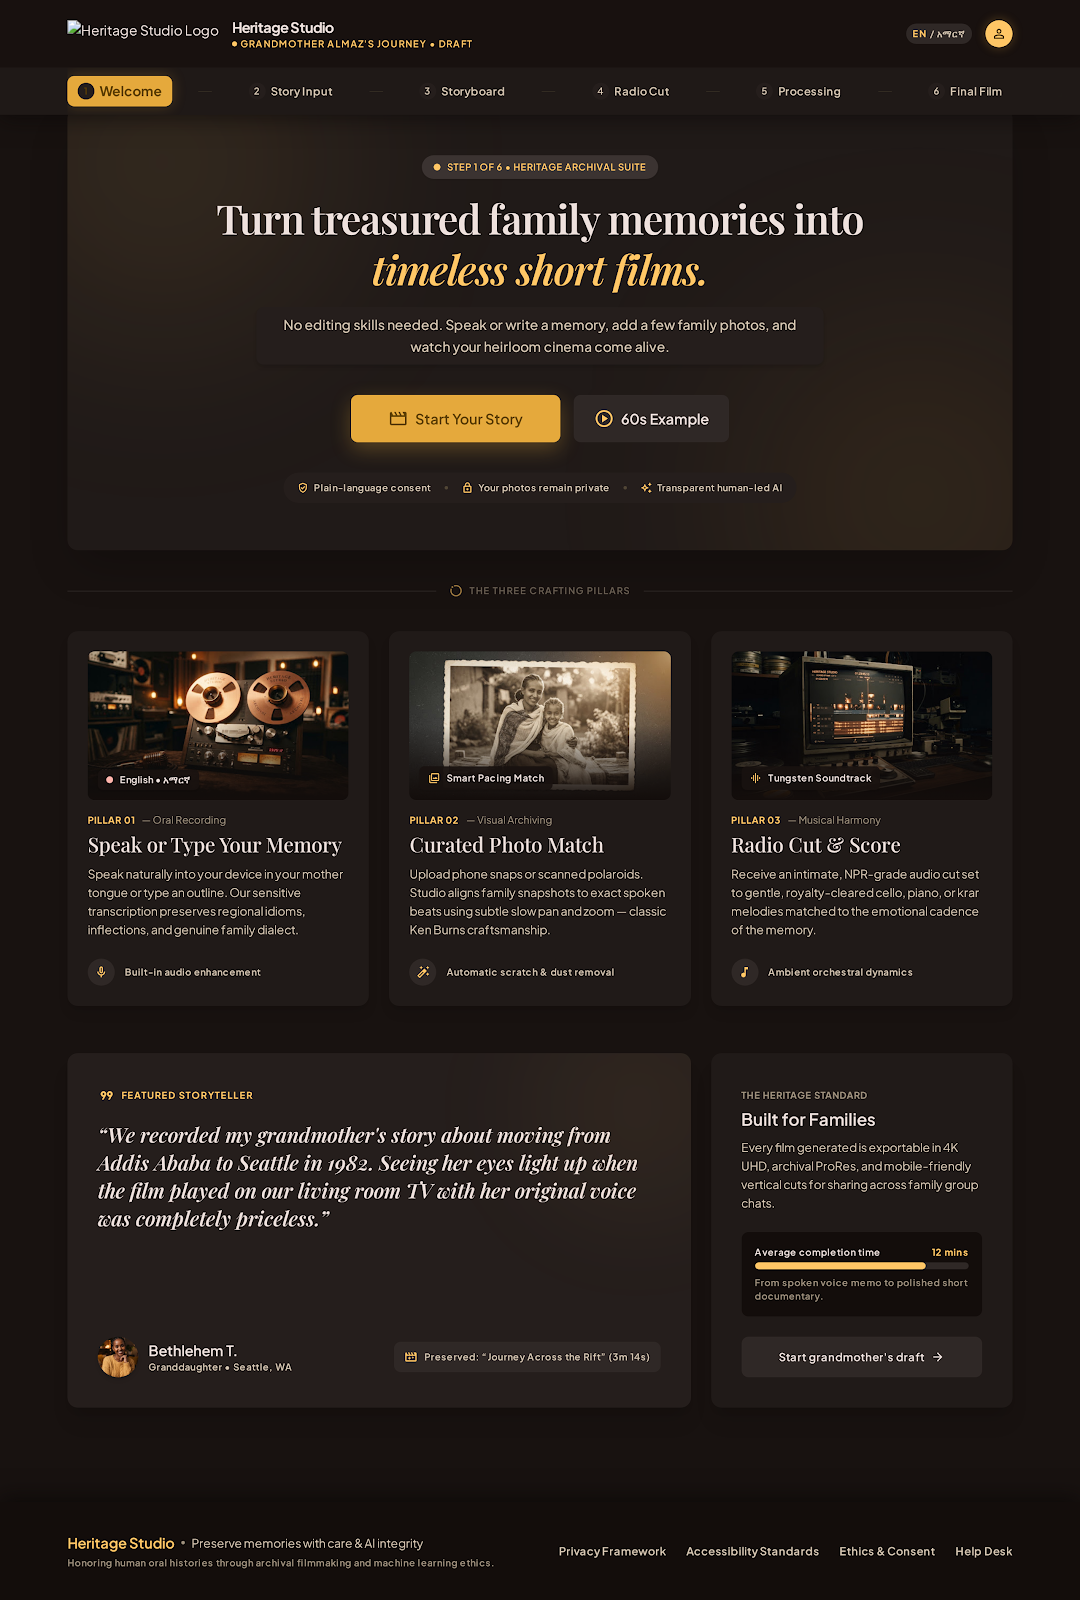 Heritage Studio Logo
Heritage Studio
GRANDMOTHER ALMAZ'S JOURNEY • DRAFT
EN / አማርኛ
1 Welcome
2 Story Input
3 Storyboard
4 Radio Cut
5 Processing
6 Final Film
STEP 1 OF 6 • HERITAGE ARCHIVAL SUITE
Turn treasured family memories into
timeless short films.
No editing skills needed. Speak or write a memory, add a few family photos, and
watch your heirloom cinema come alive.
Start Your Story
60s Example
Plain-language consent • Your photos remain private • Transparent human-led AI
THE THREE CRAFTING PILLARS
English • አማርኛ
PILLAR 01 — Oral Recording
Speak or Type Your Memory
Speak naturally into your device in your mother
tongue or type an outline. Our sensitive
transcription preserves regional idioms,
inflections, and genuine family dialect.
Built-in audio enhancement
Smart Pacing Match
PILLAR 02 — Visual Archiving
Curated Photo Match
Upload phone snaps or scanned polaroids.
Studio aligns family snapshots to exact spoken
beats using subtle slow pan and zoom — classic
Ken Burns craftsmanship.
Automatic scratch & dust removal
HERITAGE STUDIO
Tungsten Soundtrack
PILLAR 03 — Musical Harmony
Radio Cut & Score
Receive an intimate, NPR-grade audio cut set
to gentle, royalty-cleared cello, piano, or krar
melodies matched to the emotional cadence
of the memory.
Ambient orchestral dynamics
FEATURED STORYTELLER
“We recorded my grandmother's story about moving from
Addis Ababa to Seattle in 1982. Seeing her eyes light up when
the film played on our living room TV with her original voice
was completely priceless.”
Bethlehem T.
Granddaughter • Seattle, WA
Preserved: “Journey Across the Rift” (3m 14s)
THE HERITAGE STANDARD
Built for Families
Every film generated is exportable in 4K
UHD, archival ProRes, and mobile-friendly
vertical cuts for sharing across family group
chats.
Average completion time 12 mins
From spoken voice memo to polished short
documentary.
Start grandmother's draft →
Heritage Studio • Preserve memories with care & AI integrity
Honoring human oral histories through archival filmmaking and machine learning ethics.
Privacy Framework
Accessibility Standards
Ethics & Consent
Help Desk